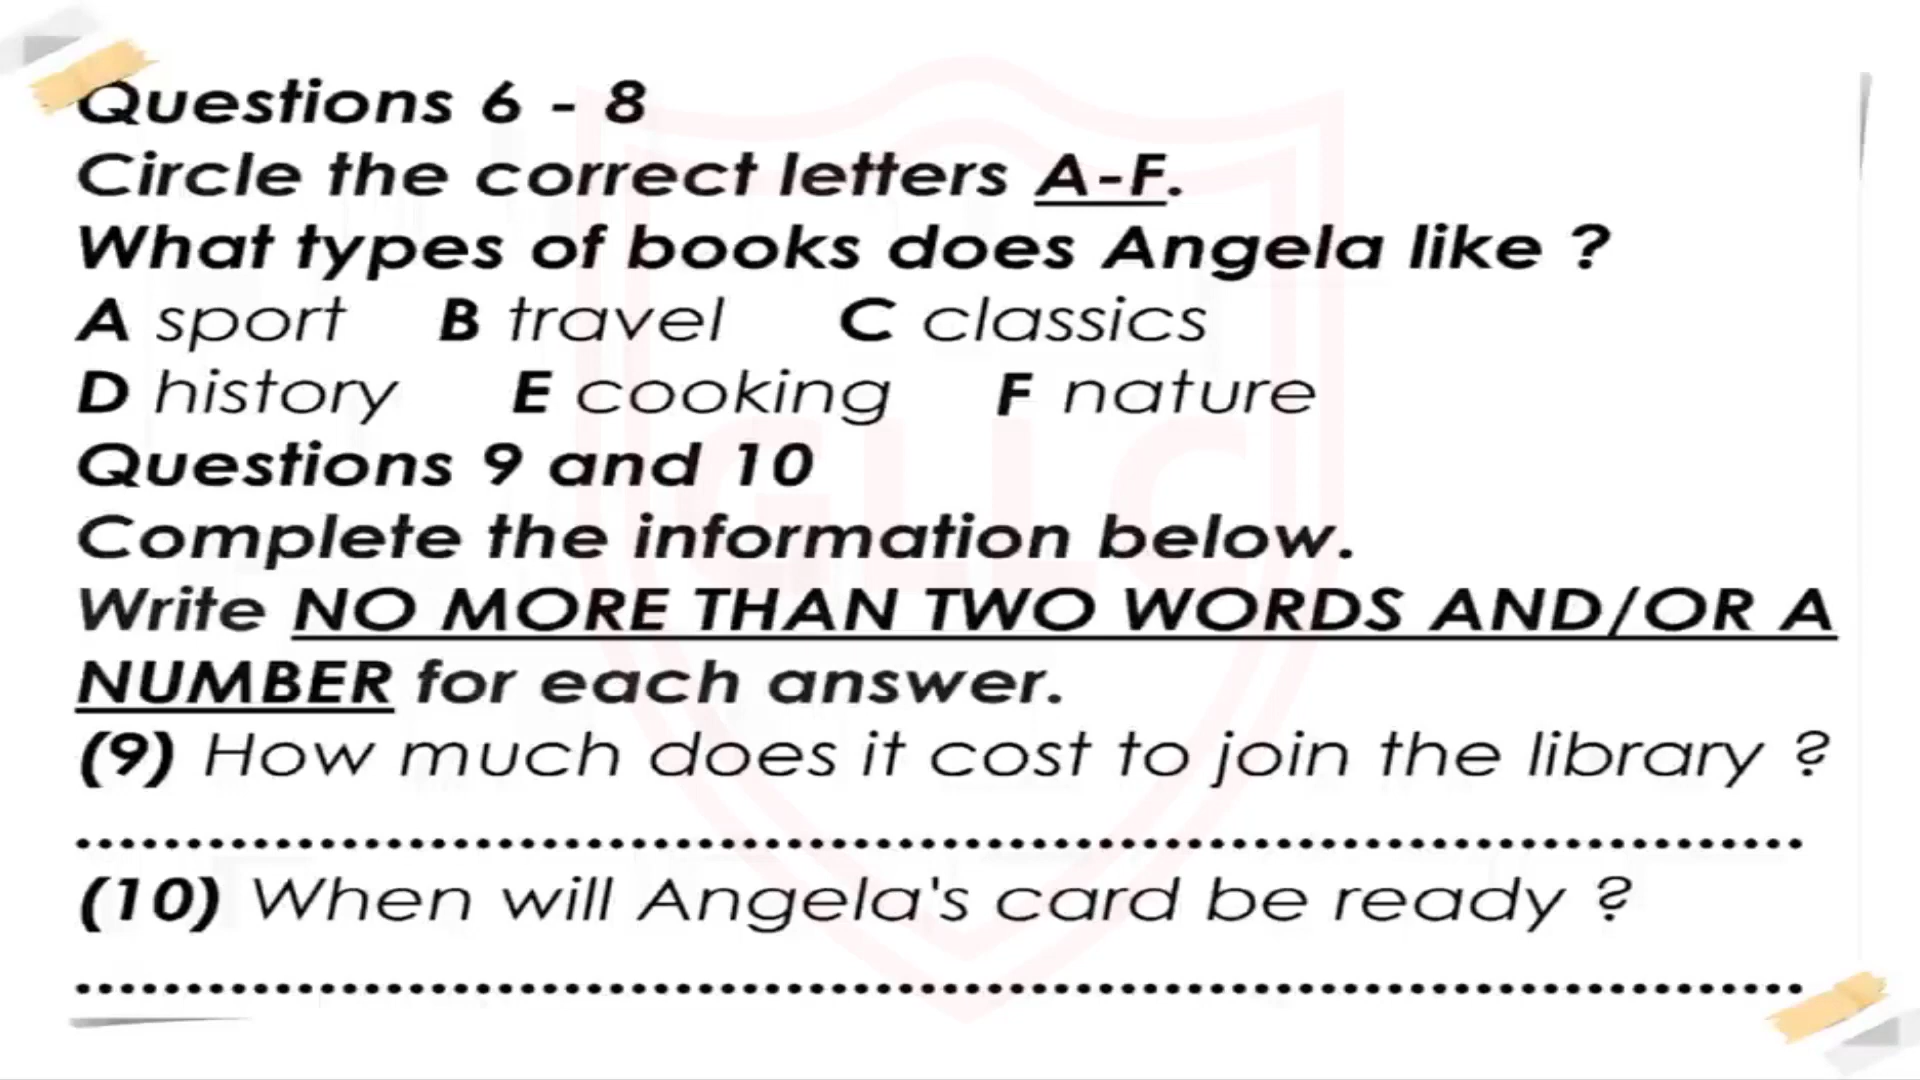 Questions 6 - 8
Circle the correct letters A-F.
What types of books does Angela like ?
A sport B travel C classics
D history E cooking F nature
Questions 9 and 10
Complete the information below.
Write NO MORE THAN TWO WORDS AND/OR A
NUMBER for each answer.
(9) How much does it cost to join the library ?
................................................................................
(10) When will Angela's card be ready ?
................................................................................
GLLC